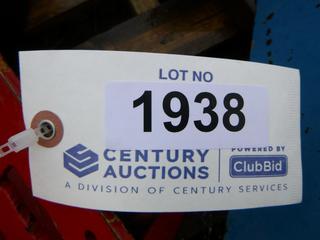 LOT NO
1938
CENTURY
AUCTIONS
POWERED BY
ClubBid
A DIVISION OF CENTURY SERVICES